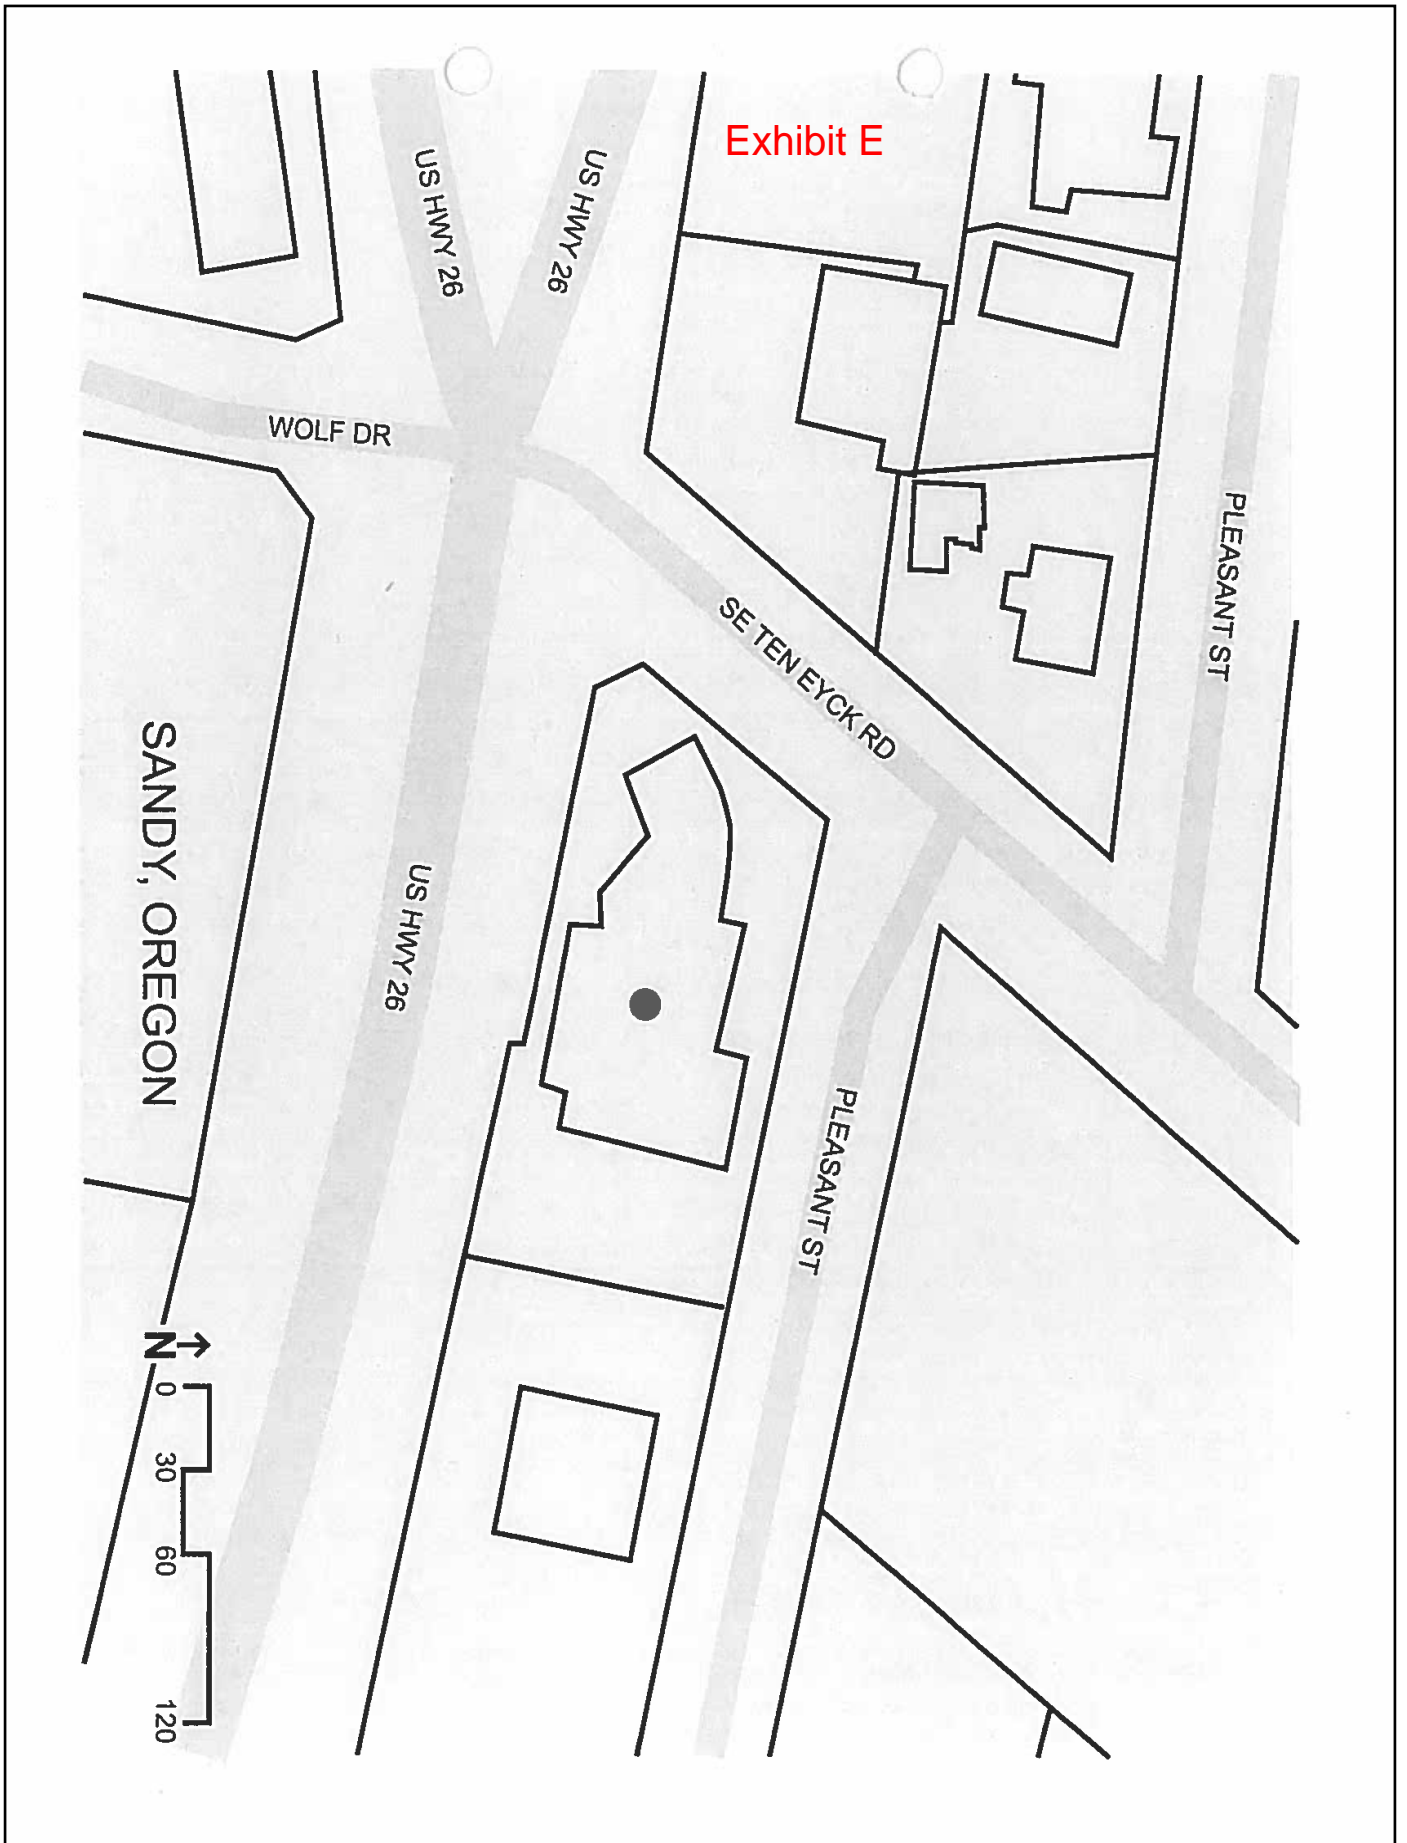 Exhibit E
US HWY 26
US HWY 26
WOLF DR
PLEASANT ST
SE TEN EYCK RD
US HWY 26
PLEASANT ST
SANDY, OREGON
N
0 30 60 120